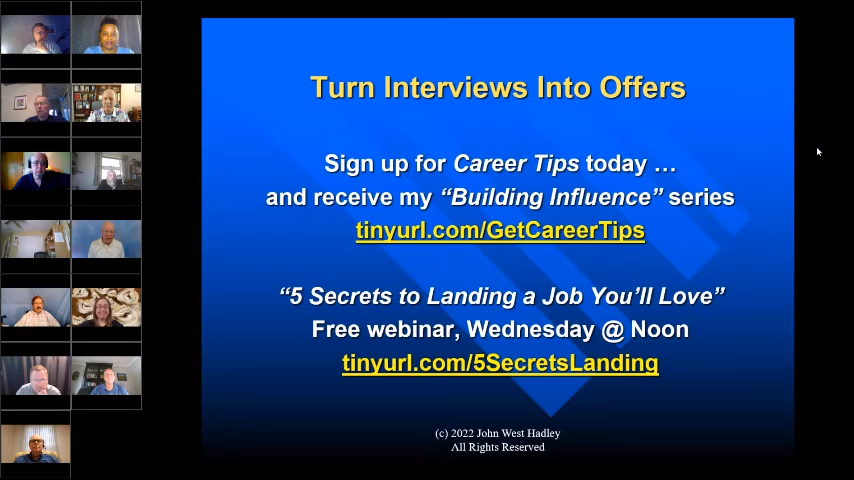 Turn Interviews Into Offers
Sign up for Career Tips today …
and receive my “Building Influence” series
tinyurl.com/GetCareerTips
“5 Secrets to Landing a Job You’ll Love”
Free webinar, Wednesday @ Noon
tinyurl.com/5SecretsLanding
(c) 2022 John West Hadley
All Rights Reserved